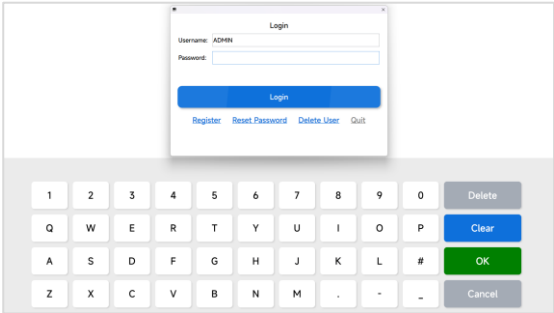 Login
Username: ADMIN
Password:
Login
Register Reset Password Delete User Quit
1 2 3 4 5 6 7 8 9 0 Delete
Q W E R T Y U I O P Clear
A S D F G H J K L # OK
Z X C V B N M . - _ Cancel